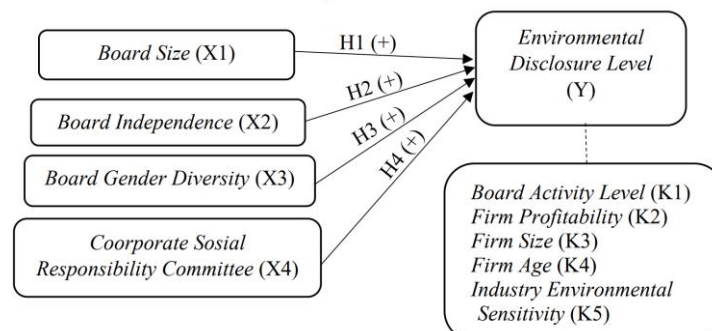 Board Size (X1)
Board Independence (X2)
Board Gender Diversity (X3)
Coorporate Sosial
Responsibility Committee (X4)
H1 (+)
H2 (+)
H3 (+)
H4 (+)
Environmental
Disclosure Level
(Y)
Board Activity Level (K1)
Firm Profitability (K2)
Firm Size (K3)
Firm Age (K4)
Industry Environmental
Sensitivity (K5)